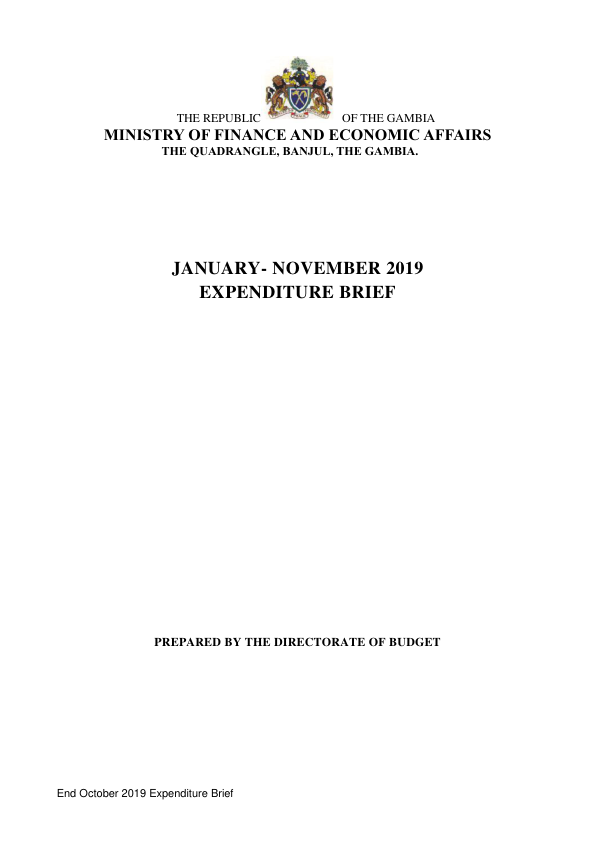 THE REPUBLIC OF THE GAMBIA
MINISTRY OF FINANCE AND ECONOMIC AFFAIRS
THE QUADRANGLE, BANJUL, THE GAMBIA.
JANUARY- NOVEMBER 2019
EXPENDITURE BRIEF
PREPARED BY THE DIRECTORATE OF BUDGET
End October 2019 Expenditure Brief